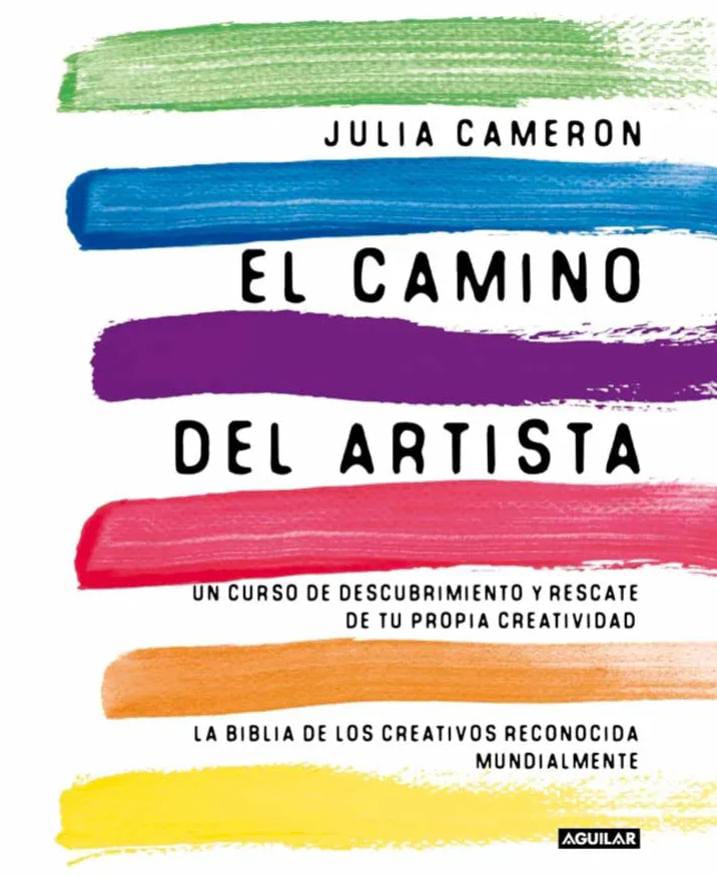 JULIA CAMERON
EL CAMINO
DEL ARTISTA
UN CURSO DE DESCUBRIMIENTO Y RESCATE
DE TU PROPIA CREATIVIDAD
LA BIBLIA DE LOS CREATIVOS RECONOCIDA
MUNDIALMENTE
AGUILAR